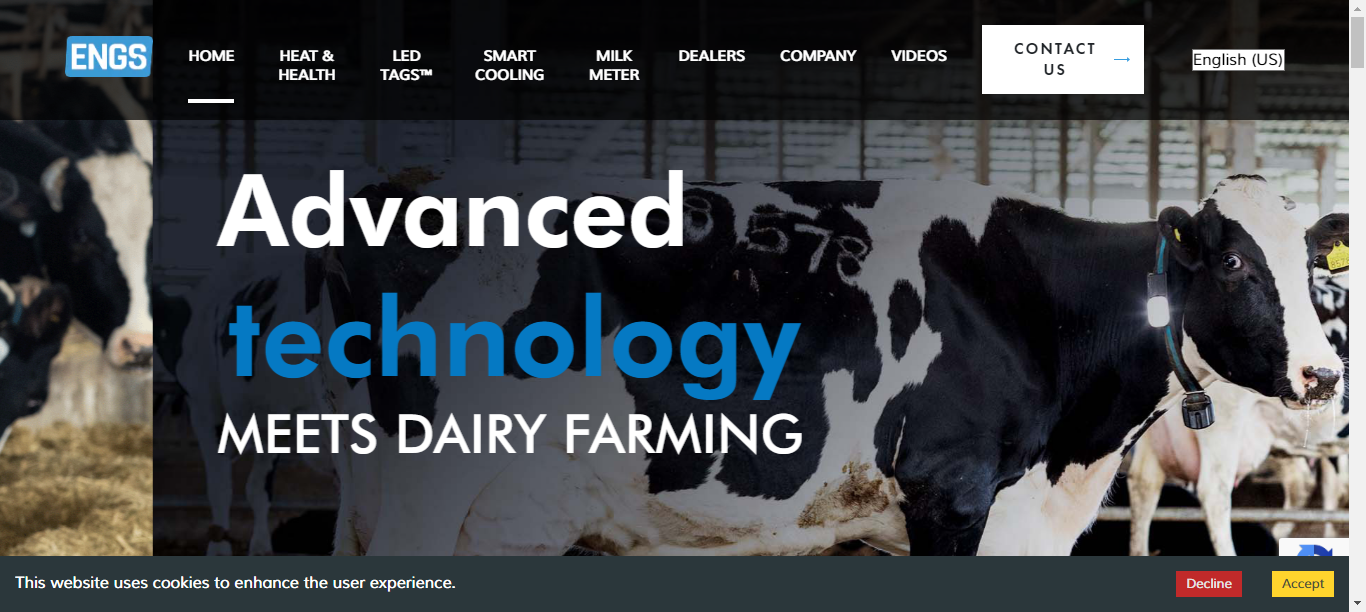 ENGS
HOME
HEAT &
HEALTH
LED
TAGS™
SMART
COOLING
MILK
METER
DEALERS
COMPANY
VIDEOS
CONTACT
US
→
English (US)
Advanced
technology
MEETS DAIRY FARMING
578
This website uses cookies to enhance the user experience.
Decline
Accept